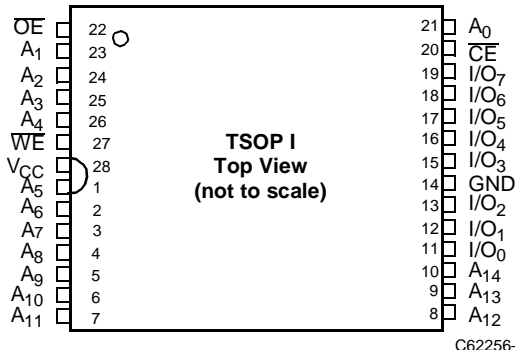 OE 22 21 A0
A1 23 20 CE
A2 24 19 I/O7
A3 25 18 I/O6
A4 26 17 I/O5
WE 27 16 I/O4
VCC 28 15 I/O3
A5 1 14 GND
A6 2 13 I/O2
A7 3 12 I/O1
A8 4 11 I/O0
A9 5 10 A14
A10 6 9 A13
A11 7 8 A12
TSOP I
Top View
(not to scale)
C62256–